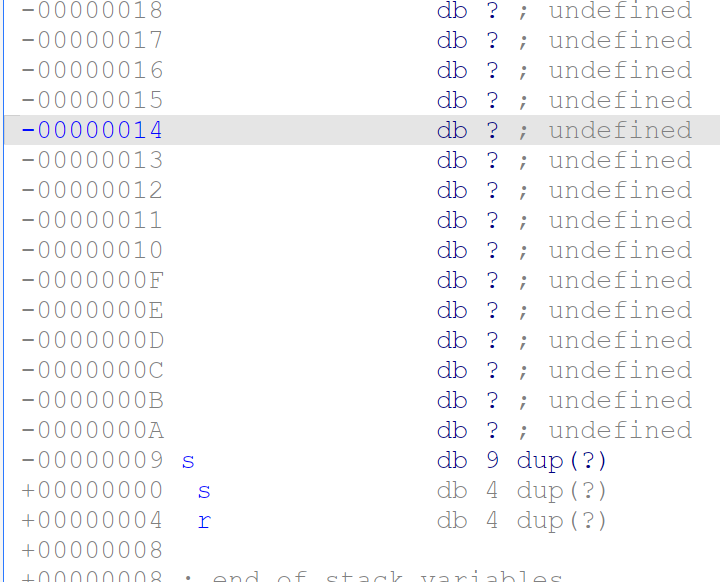 -00000018 db ? ; undefined
-00000017 db ? ; undefined
-00000016 db ? ; undefined
-00000015 db ? ; undefined
-00000014 db ? ; undefined
-00000013 db ? ; undefined
-00000012 db ? ; undefined
-00000011 db ? ; undefined
-00000010 db ? ; undefined
-0000000F db ? ; undefined
-0000000E db ? ; undefined
-0000000D db ? ; undefined
-0000000C db ? ; undefined
-0000000B db ? ; undefined
-0000000A db ? ; undefined
-00000009 s db 9 dup(?)
+00000000 s db 4 dup(?)
+00000004 r db 4 dup(?)
+00000008
+00000008 ; end of stack variables